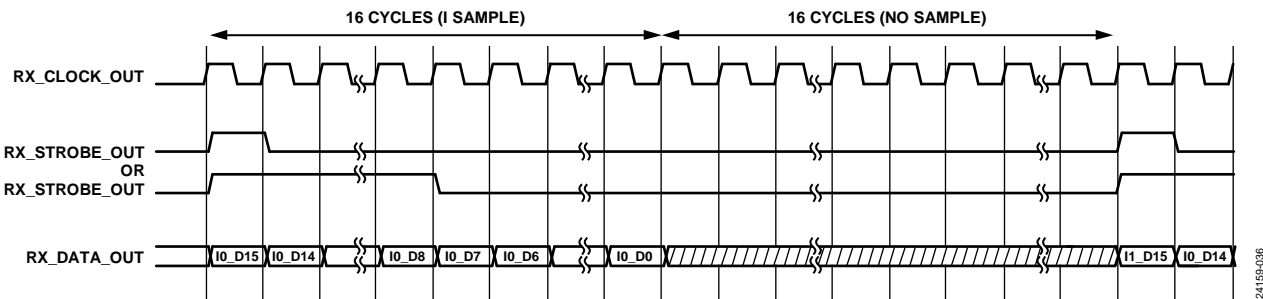 16 CYCLES (I SAMPLE) 16 CYCLES (NO SAMPLE)
RX_CLOCK_OUT
RX_STROBE_OUT
OR
RX_STROBE_OUT
RX_DATA_OUT I0_D15 I0_D14 I0_D8 I0_D7 I0_D6 I0_D0 I1_D15 I0_D14
24159-036